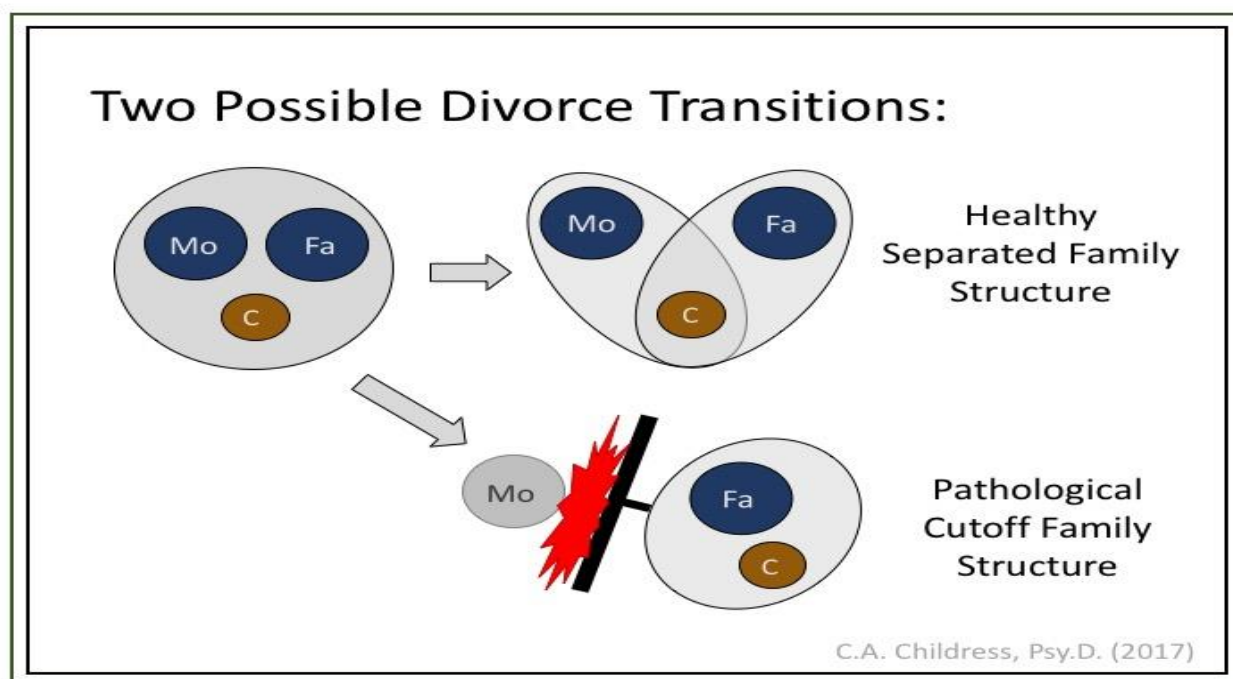 Two Possible Divorce Transitions:
Mo Fa
C
Mo Fa
C
Healthy
Separated Family
Structure
Mo
Fa
C
Pathological
Cutoff Family
Structure
C.A. Childress, Psy.D. (2017)